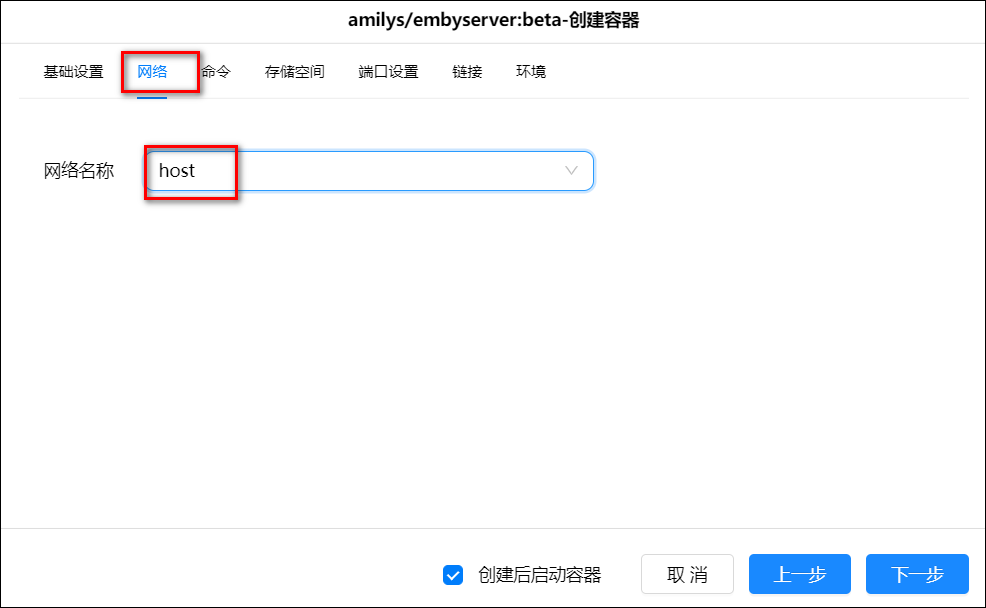 amilys/embyserver:beta-创建容器
基础设置 网络 命令 存储空间 端口设置 链接 环境
网络名称 host
创建后启动容器 取消 上一步 下一步